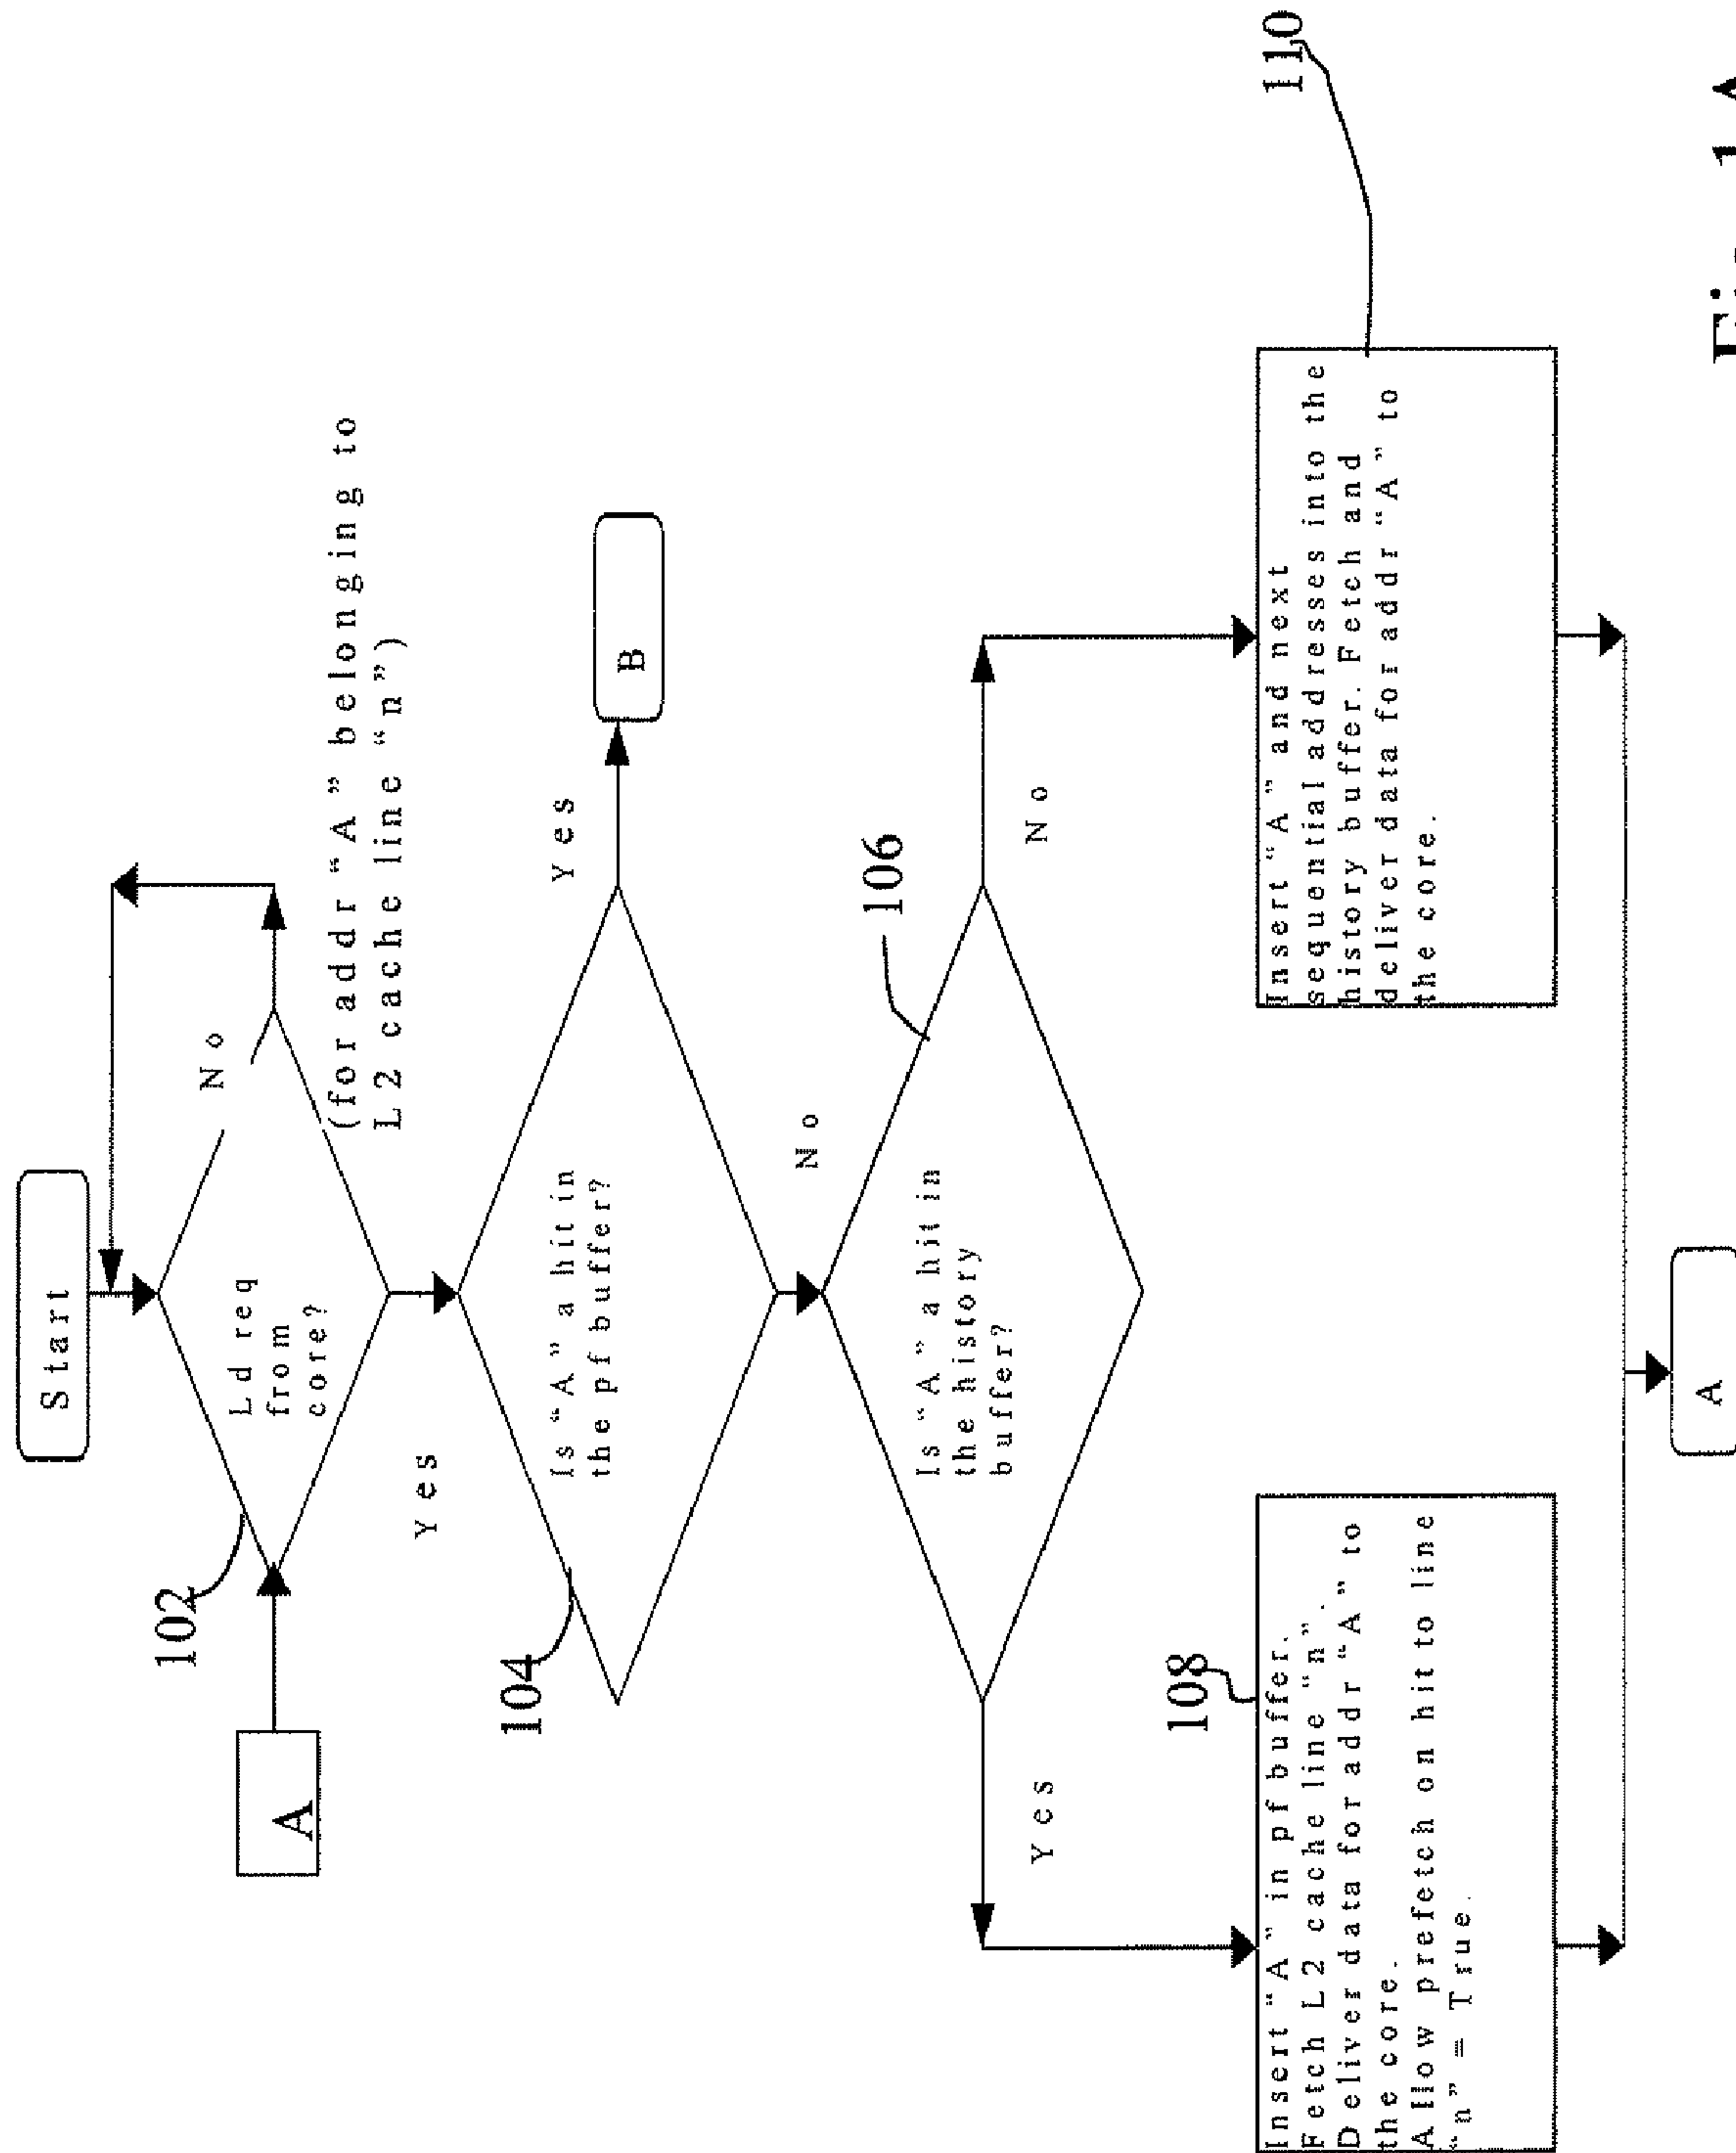 Start
102
A
Ld req
from
core?
No
(for addr “A” belonging to
L2 cache line “n”)
Yes
104
Is “A” a hit in
the pf buffer?
Yes
B
No
106
Is “A” a hit in
the history
buffer?
Yes
No
108
Insert “A” in pf buffer.
Fetch L2 cache line “n”.
Deliver data for addr “A” to
the core.
Allow prefetch on hit to line
“n” = True.
110
Insert “A” and next
sequential addresses into the
history buffer. Fetch and
deliver data for addr “A” to
the core.
A